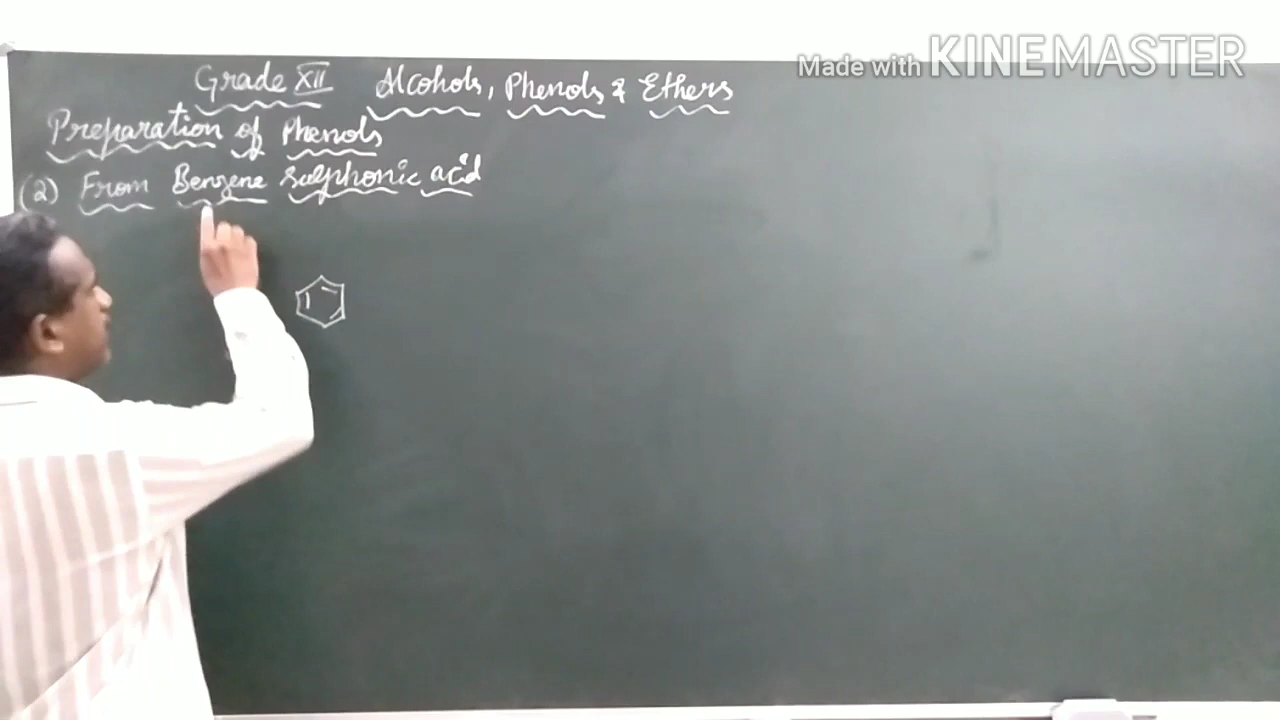 Made with KINEMASTER
Grade XII Alcohols, Phenols & Ethers
Preparation of Phenols
(2) From Benzene Sulphonic acid